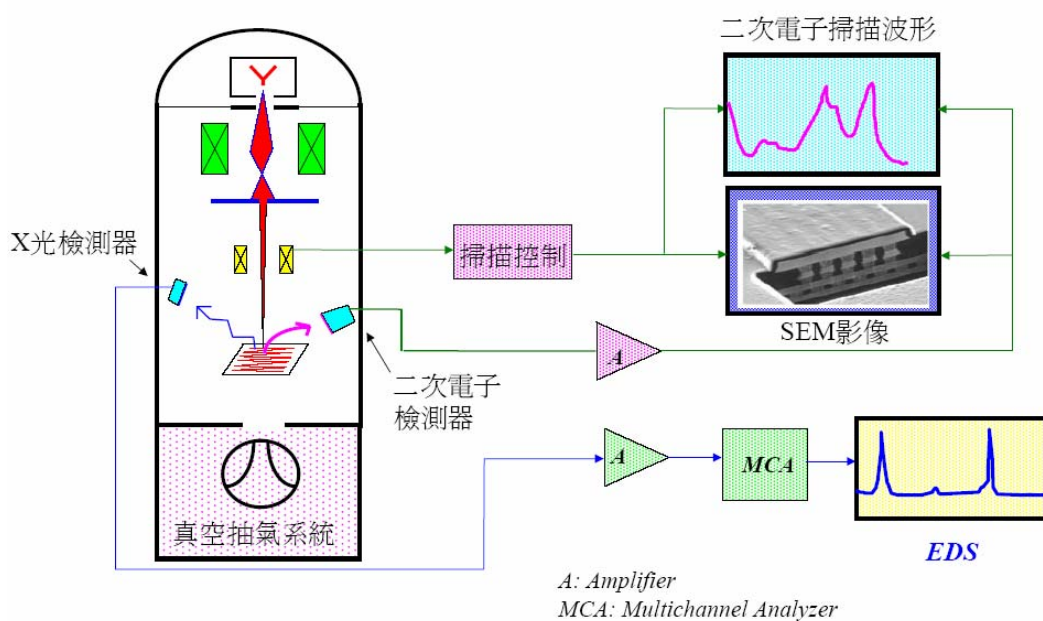 二次電子掃描波形
X光檢測器
掃描控制
SEM影像
A
二次電子
檢測器
A
MCA
真空抽氣系統
EDS
A: Amplifier
MCA: Multichannel Analyzer